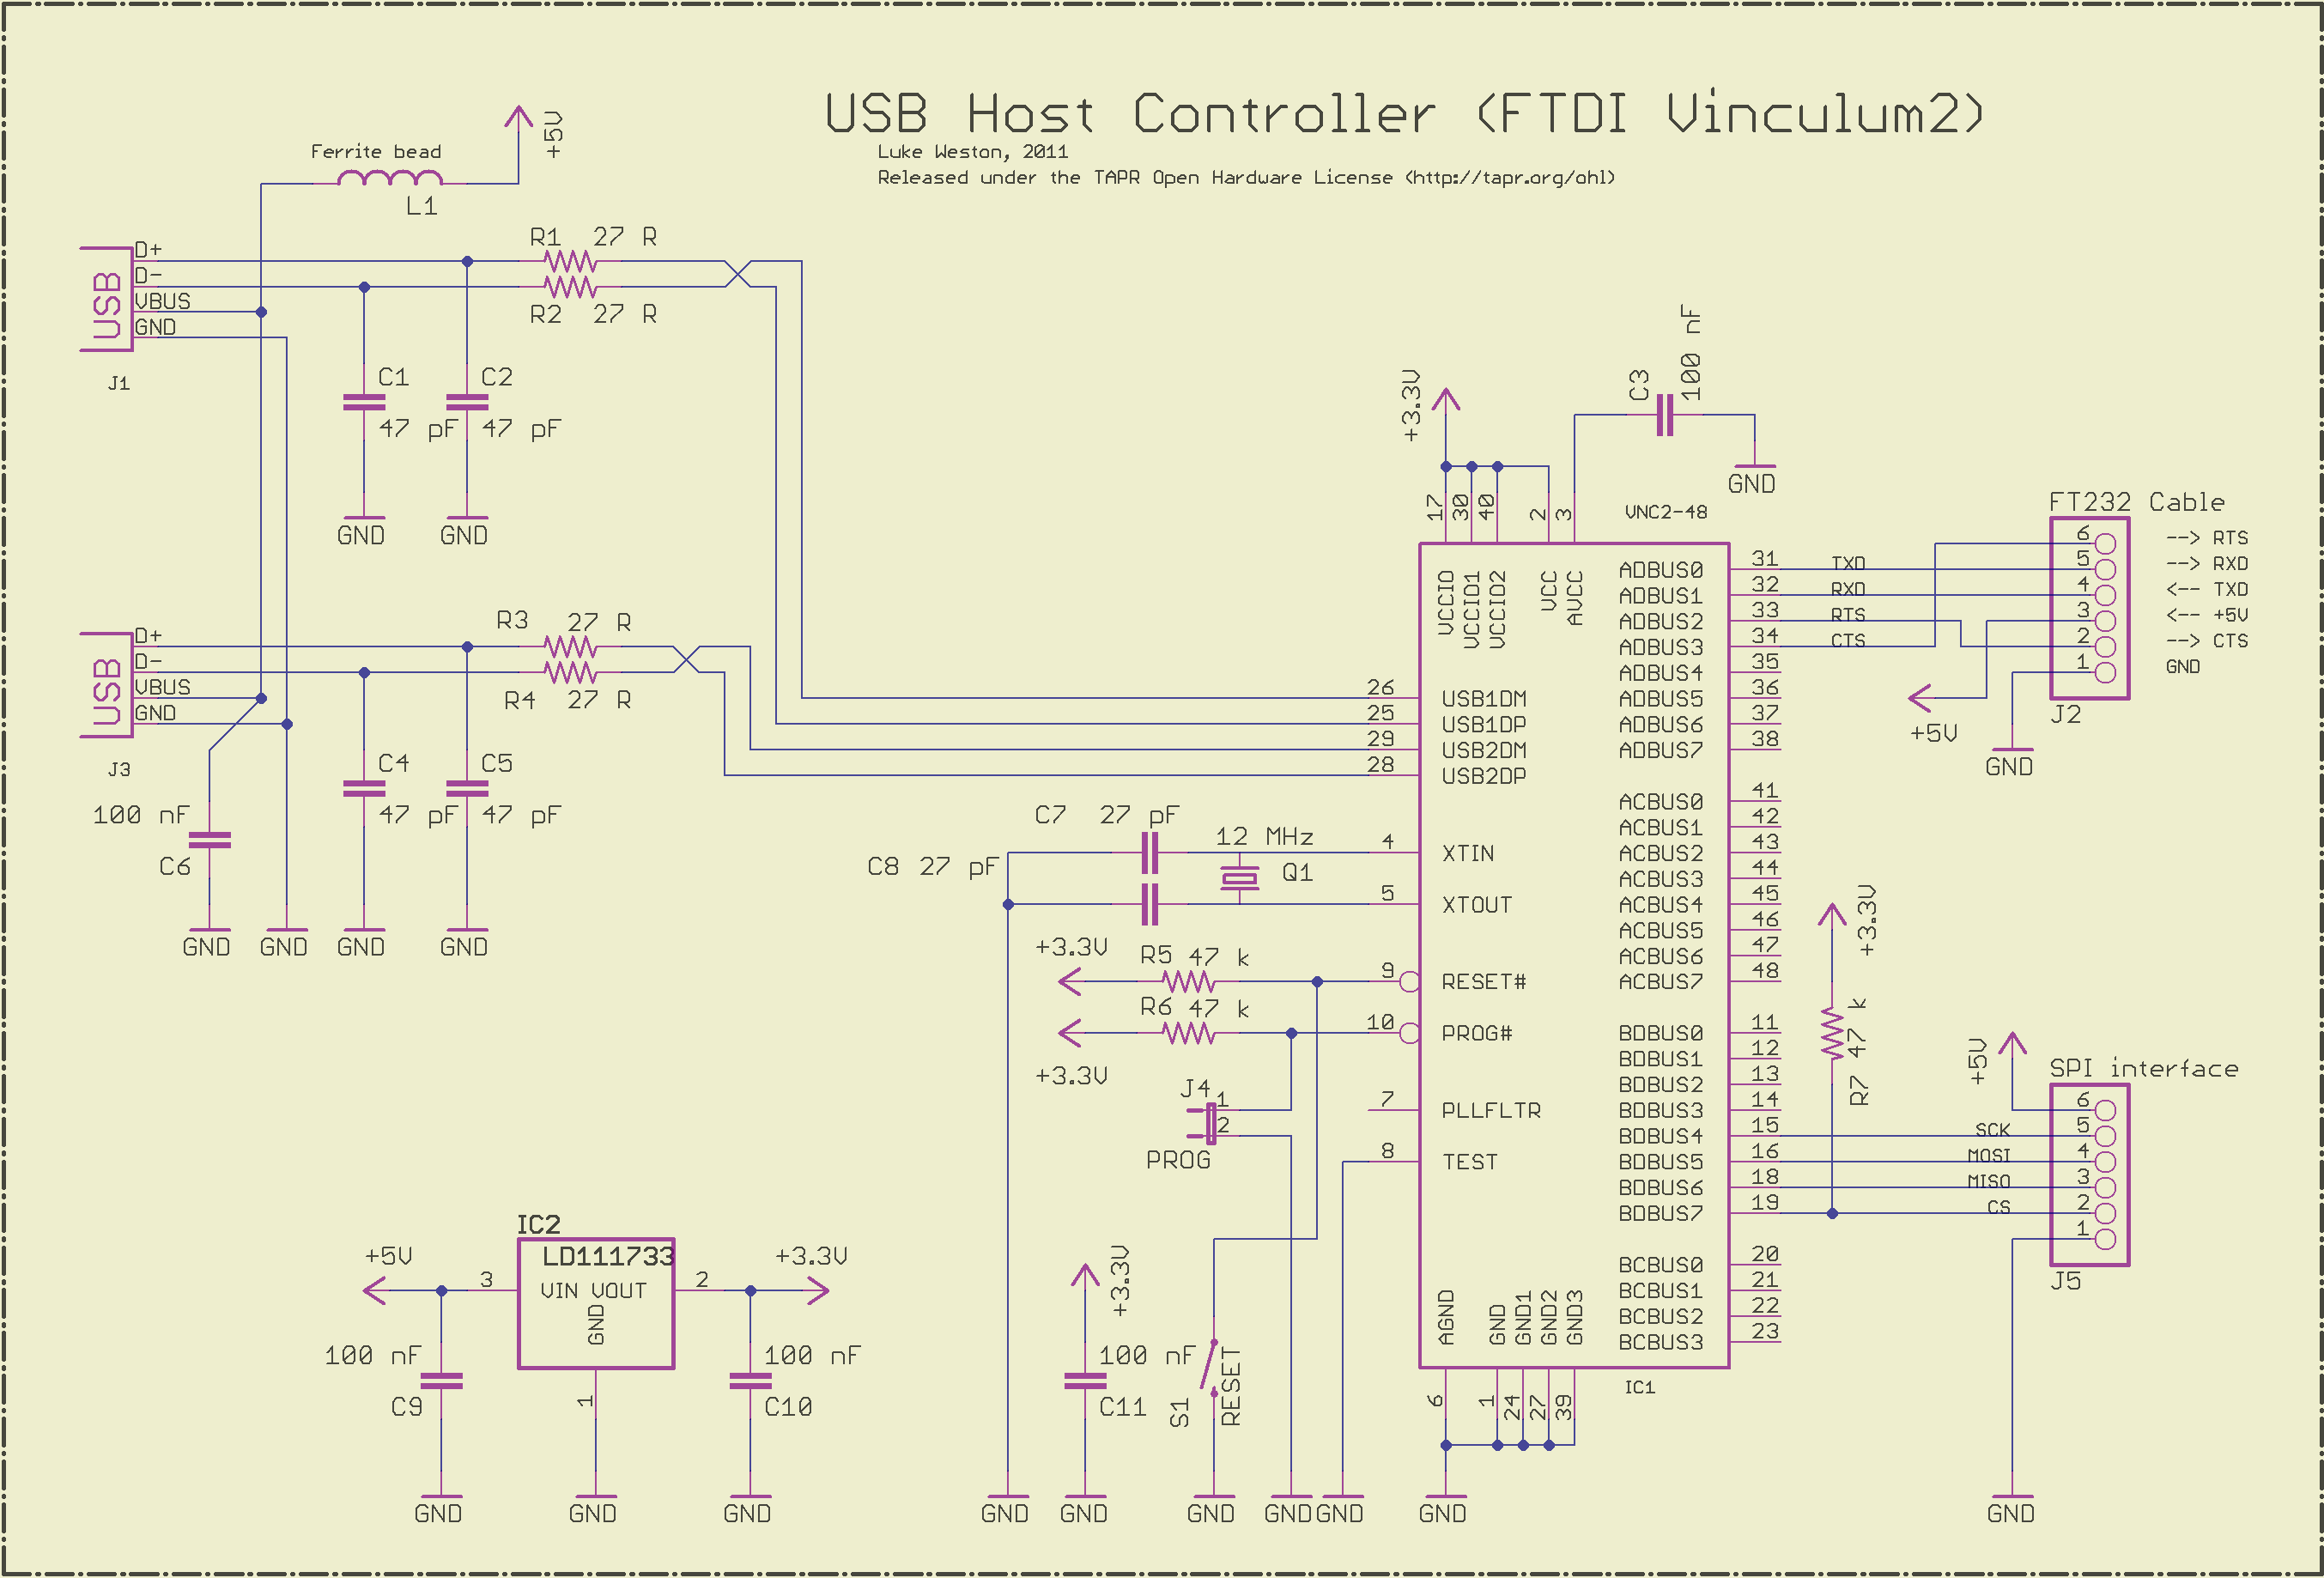 USB Host Controller (FTDI Vinculum2)
Luke Weston, 2011
Released under the TAPR Open Hardware License (http://tapr.org/ohl)
+5V
Ferrite bead
L1
R1 27 R
R2 27 R
USB
D+
D-
VBUS
GND
J1
C1
47 pF
GND
C2
47 pF
GND
R3 27 R
R4 27 R
USB
D+
D-
VBUS
GND
J3
100 nF
C6
GND
GND
C4
47 pF
GND
C5
47 pF
GND
+3.3V
C3
100 nF
GND
17
30
40
2
3
VNC2-48
VCCIO
VCCIO1
VCCIO2
VCC
AVCC
26 USB1DM
25 USB1DP
29 USB2DM
28 USB2DP
4 XTIN
5 XTOUT
9 RESET#
10 PROG#
7 PLLFLTR
8 TEST
ADBUS0 31 TXD
ADBUS1 32 RXD
ADBUS2 33 RTS
ADBUS3 34 CTS
ADBUS4 35
ADBUS5 36
ADBUS6 37
ADBUS7 38
ACBUS0 41
ACBUS1 42
ACBUS2 43
ACBUS3 44
ACBUS4 45
ACBUS5 46
ACBUS6 47
ACBUS7 48
BDBUS0 11
BDBUS1 12
BDBUS2 13
BDBUS3 14
BDBUS4 15 SCK
BDBUS5 16 MOSI
BDBUS6 18 MISO
BDBUS7 19 CS
BCBUS0 20
BCBUS1 21
BCBUS2 22
BCBUS3 23
AGND
GND
GND1
GND2
GND3
6
1
24
27
39
IC1
GND
FT232 Cable
6 --> RTS
5 --> RXD
4 <-- TXD
3 <-- +5V
2 --> CTS
1 GND
J2
+5V
GND
C7 27 pF
C8 27 pF
12 MHz
Q1
+3.3V
R5 47 k
R6 47 k
+3.3V
J4
1
2
PROG
+3.3V
R7 47 k
+5V
SPI interface
6
5
4
3
2
1
J5
GND
IC2
LD111733
VIN VOUT
GND
+5V
3
2
+3.3V
1
100 nF
C9
GND
GND
100 nF
C10
GND
+3.3V
100 nF
C11
S1
RESET
GND
GND
GND
GND
GND